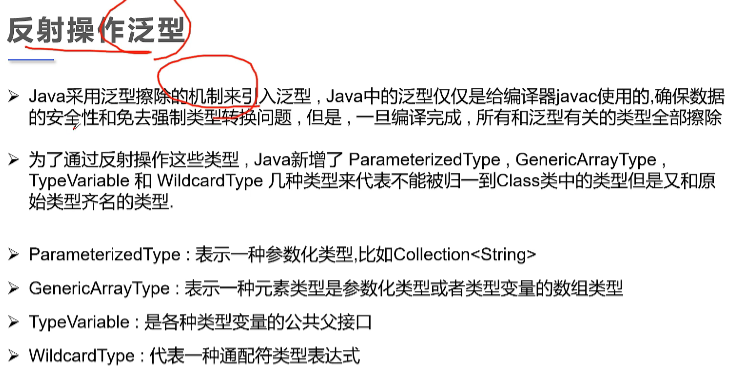 反射操作泛型
➢ Java采用泛型擦除的机制来引入泛型 , Java中的泛型仅仅是给编译器javac使用的,确保数据
的安全性和免去强制类型转换问题 , 但是 , 一旦编译完成 , 所有和泛型有关的类型全部擦除
➢ 为了通过反射操作这些类型 , Java新增了 ParameterizedType , GenericArrayType ,
TypeVariable 和 WildcardType 几种类型来代表不能被归一到Class类中的类型但是又和原
始类型齐名的类型.
➢ ParameterizedType : 表示一种参数化类型,比如Collection<String>
➢ GenericArrayType : 表示一种元素类型是参数化类型或者类型变量的数组类型
➢ TypeVariable : 是各种类型变量的公共父接口
➢ WildcardType : 代表一种通配符类型表达式